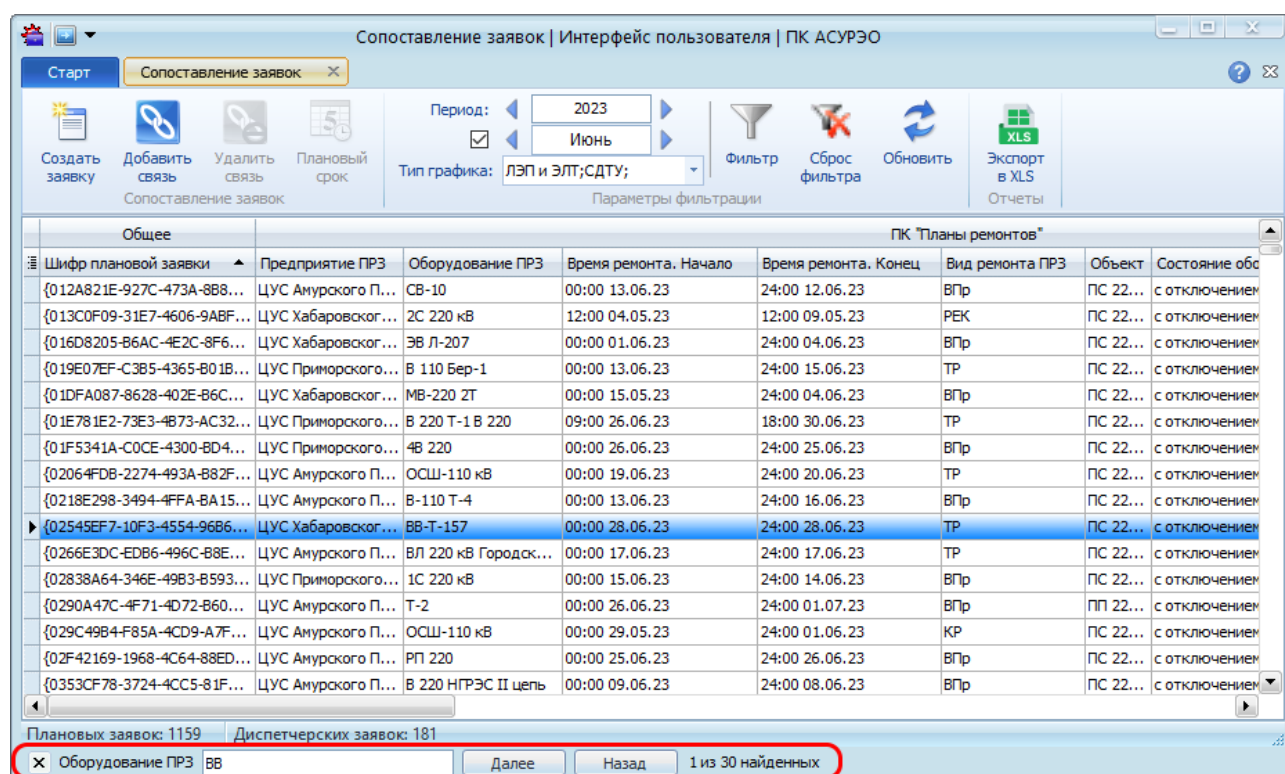 Сопоставление заявок | Интерфейс пользователя | ПК АСУРЭО
Старт Сопоставление заявок
Создать заявку Добавить связь Удалить связь Плановый срок
Сопоставление заявок
Период: 2023
Июнь
Тип графика: ЛЭП и ЭЛТ;СДТУ;
Фильтр Сброс фильтра Обновить
Параметры фильтрации
XLS
Экспорт в XLS
Отчеты
Общее ПК "Планы ремонтов"
Шифр плановой заявки Предприятие ПРЗ Оборудование ПРЗ Время ремонта. Начало Время ремонта. Конец Вид ремонта ПРЗ Объект Состояние обо
{012A821E-927C-473A-8B8... ЦУС Амурского П... СВ-10 00:00 13.06.23 24:00 12.06.23 ВПр ПС 22... с отключением
{013C0F09-31E7-4606-9ABF... ЦУС Хабаровског... 2С 220 кВ 12:00 04.05.23 12:00 09.05.23 РЕК ПС 22... с отключением
{016D8205-B6AC-4E2C-8F6... ЦУС Хабаровског... ЭВ Л-207 00:00 01.06.23 24:00 04.06.23 ВПр ПС 22... с отключением
{019E07EF-C3B5-4365-B01B... ЦУС Приморского... В 110 Бер-1 00:00 13.06.23 24:00 15.06.23 ТР ПС 22... с отключением
{01DFA087-8628-402E-B6C... ЦУС Хабаровског... МВ-220 2Т 00:00 15.05.23 24:00 04.06.23 ВПр ПС 22... с отключением
{01E781E2-73E3-4B73-AC32... ЦУС Приморского... В 220 Т-1 В 220 09:00 26.06.23 18:00 30.06.23 ТР ПС 22... с отключением
{01F5341A-C0CE-4300-BD4... ЦУС Приморского... 4В 220 00:00 26.06.23 24:00 25.06.23 ВПр ПС 22... с отключением
{02064FDB-2274-493A-B82F... ЦУС Амурского П... ОСШ-110 кВ 00:00 19.06.23 24:00 20.06.23 ТР ПС 22... с отключением
{0218E298-3494-4FFA-BA15... ЦУС Амурского П... В-110 Т-4 00:00 13.06.23 24:00 16.06.23 ВПр ПС 22... с отключением
{02545EF7-10F3-4554-96B6... ЦУС Хабаровског... ВВ-Т-157 00:00 28.06.23 24:00 28.06.23 ТР ПС 22... с отключением
{0266E3DC-EDB6-496C-B8E... ЦУС Амурского П... ВЛ 220 кВ Городск... 00:00 17.06.23 24:00 17.06.23 ТР ПС 22... с отключением
{02838A64-346E-49B3-B593... ЦУС Приморского... 1С 220 кВ 00:00 15.06.23 24:00 14.06.23 ВПр ПС 22... с отключением
{0290A47C-4F71-4D72-B60... ЦУС Амурского П... Т-2 00:00 26.06.23 24:00 01.07.23 ВПр ПП 22... с отключением
{029C49B4-F85A-4CD9-A7F... ЦУС Амурского П... ОСШ-110 кВ 00:00 29.05.23 24:00 01.06.23 КР ПС 22... с отключением
{02F42169-1968-4C64-88ED... ЦУС Амурского П... РП 220 00:00 25.06.23 24:00 26.06.23 ВПр ПС 22... с отключением
{0353CF78-3724-4CC5-81F... ЦУС Амурского П... В 220 НГРЭС II цепь 00:00 09.06.23 24:00 08.06.23 ВПр ПС 22... с отключением
Плановых заявок: 1159 Диспетчерских заявок: 181
Оборудование ПРЗ ВВ Далее Назад 1 из 30 найденных